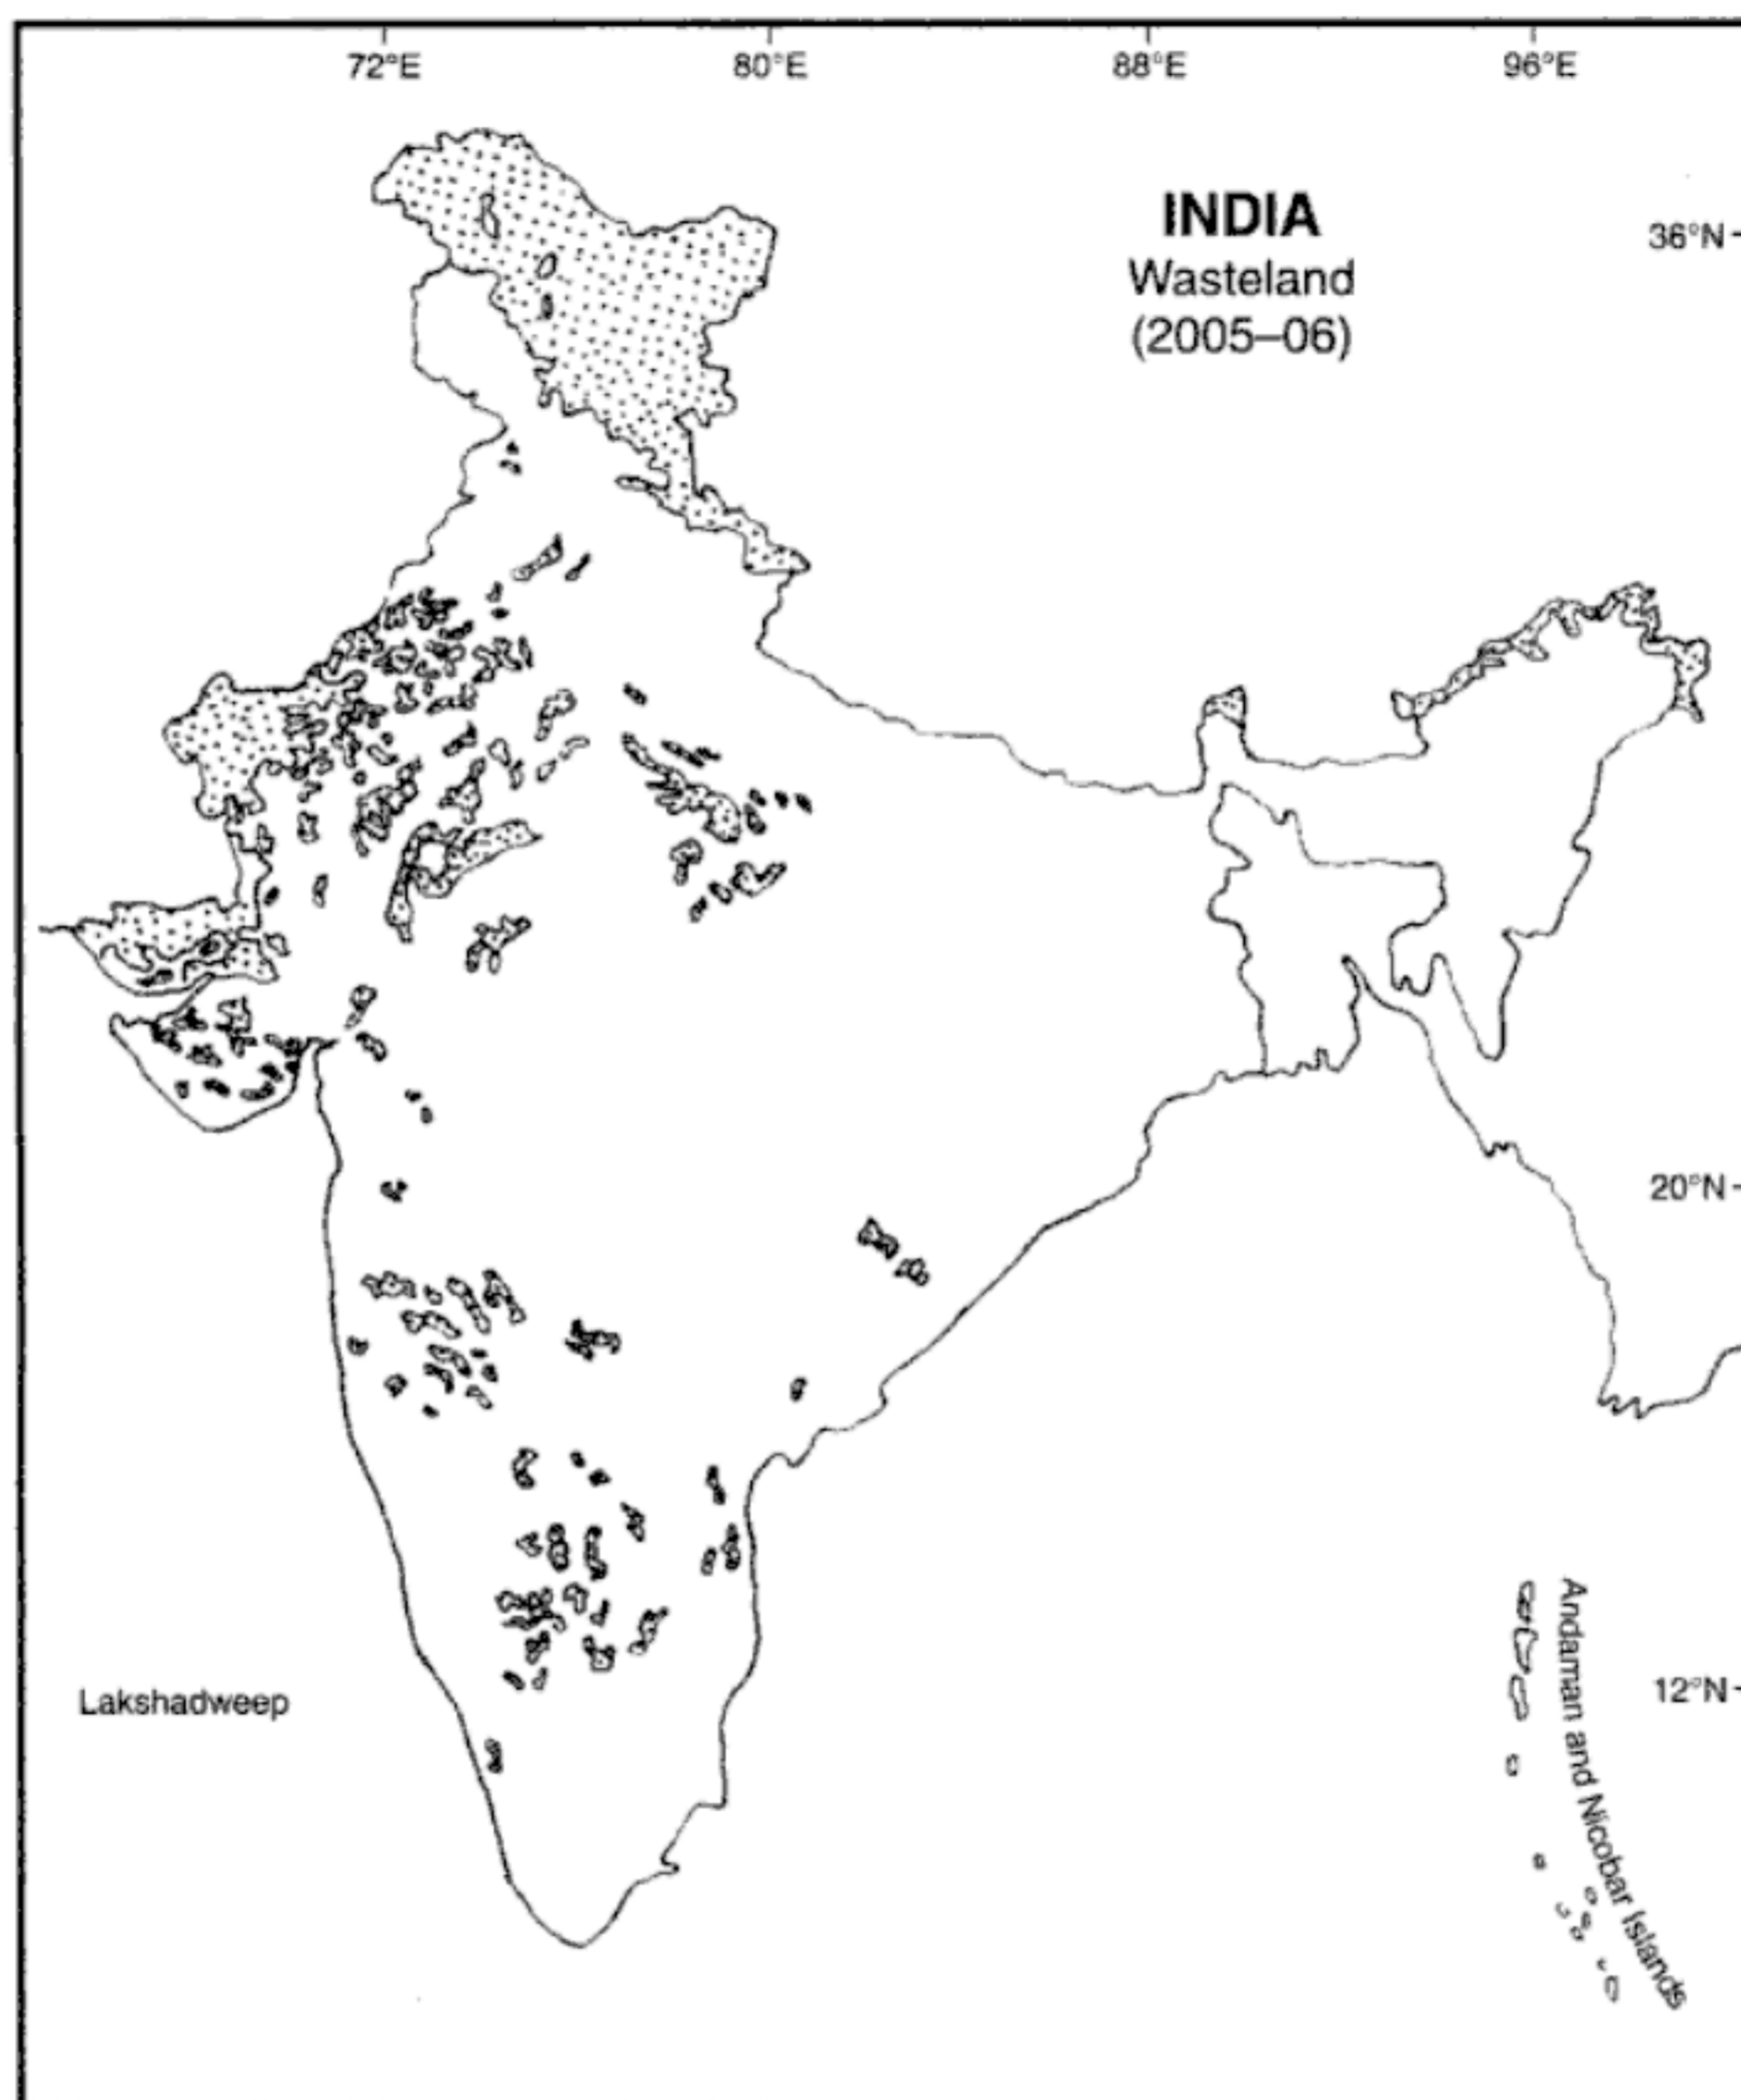 72°E
80°E
88°E
96°E
INDIA
Wasteland
(2005–06)
36°N
20°N
Lakshadweep
12°N
Andaman and Nicobar Islands